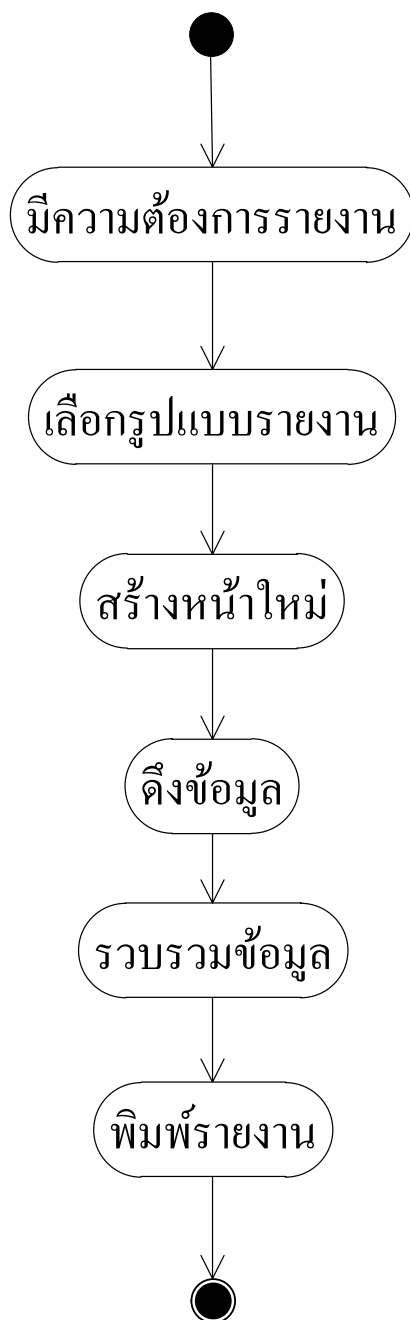 มีความต้องการรายงาน
เลือกรูปแบบรายงาน
สร้างหน้าใหม่
ดึงข้อมูล
รวบรวมข้อมูล
พิมพ์รายงาน